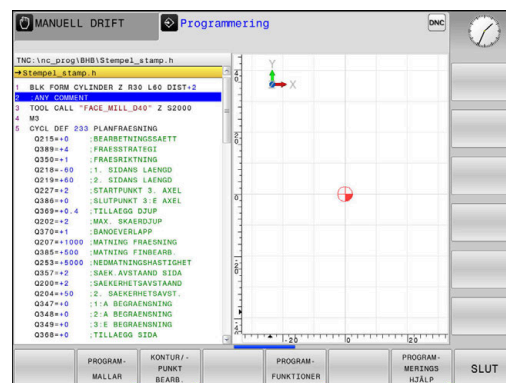 MANUELL DRIFT
Programmering
DNC
TNC:\nc_prog\BHB\Stempel_stamp.h
→Stempel_stamp.h
1 BLK FORM CYLINDER Z R30 L60 DIST+2
2 ;ANY COMMENT
3 TOOL CALL "FACE_MILL_D40" Z S2000
4 M3
5 CYCL DEF 233 PLANFRAESNING
Q215=+0 ;BEARBETNINGSSAETT
Q389=+4 ;FRAESSTRATEGI
Q350=+1 ;FRAESRIKTNING
Q218=-60 ;1. SIDANS LAENGD
Q219=+60 ;2. SIDANS LAENGD
Q227=+2 ;STARTPUNKT 3. AXEL
Q386=+0 ;SLUTPUNKT 3:E AXEL
Q369=+0.4 ;TILLAEGG DJUP
Q202=+2 ;MAX. SKAERDJUP
Q370=+1 ;BANOEVERLAPP
Q207=+1000 ;MATNING FRAESNING
Q385=+500 ;MATNING FINBEARB.
Q253=+5000 ;NEDMATNINGSHASTIGHET
Q357=+2 ;SAEK.AVSTAAND SIDA
Q200=+2 ;SAEKERHETSAVSTAAND
Q204=+50 ;2. SAEKERHETSAVST.
Q347=+0 ;1:A BEGRAENSNING
Q348=+0 ;2:A BEGRAENSNING
Q349=+0 ;3:E BEGRAENSNING
Q368=+0 ;TILLAEGG SIDA
Y
X
0
-20
0
20
PROGRAM-
MALLAR
KONTUR/-
PUNKT
BEARB.
PROGRAM-
FUNKTIONER
PROGRAM-
MERINGS
HJÄLP
SLUT